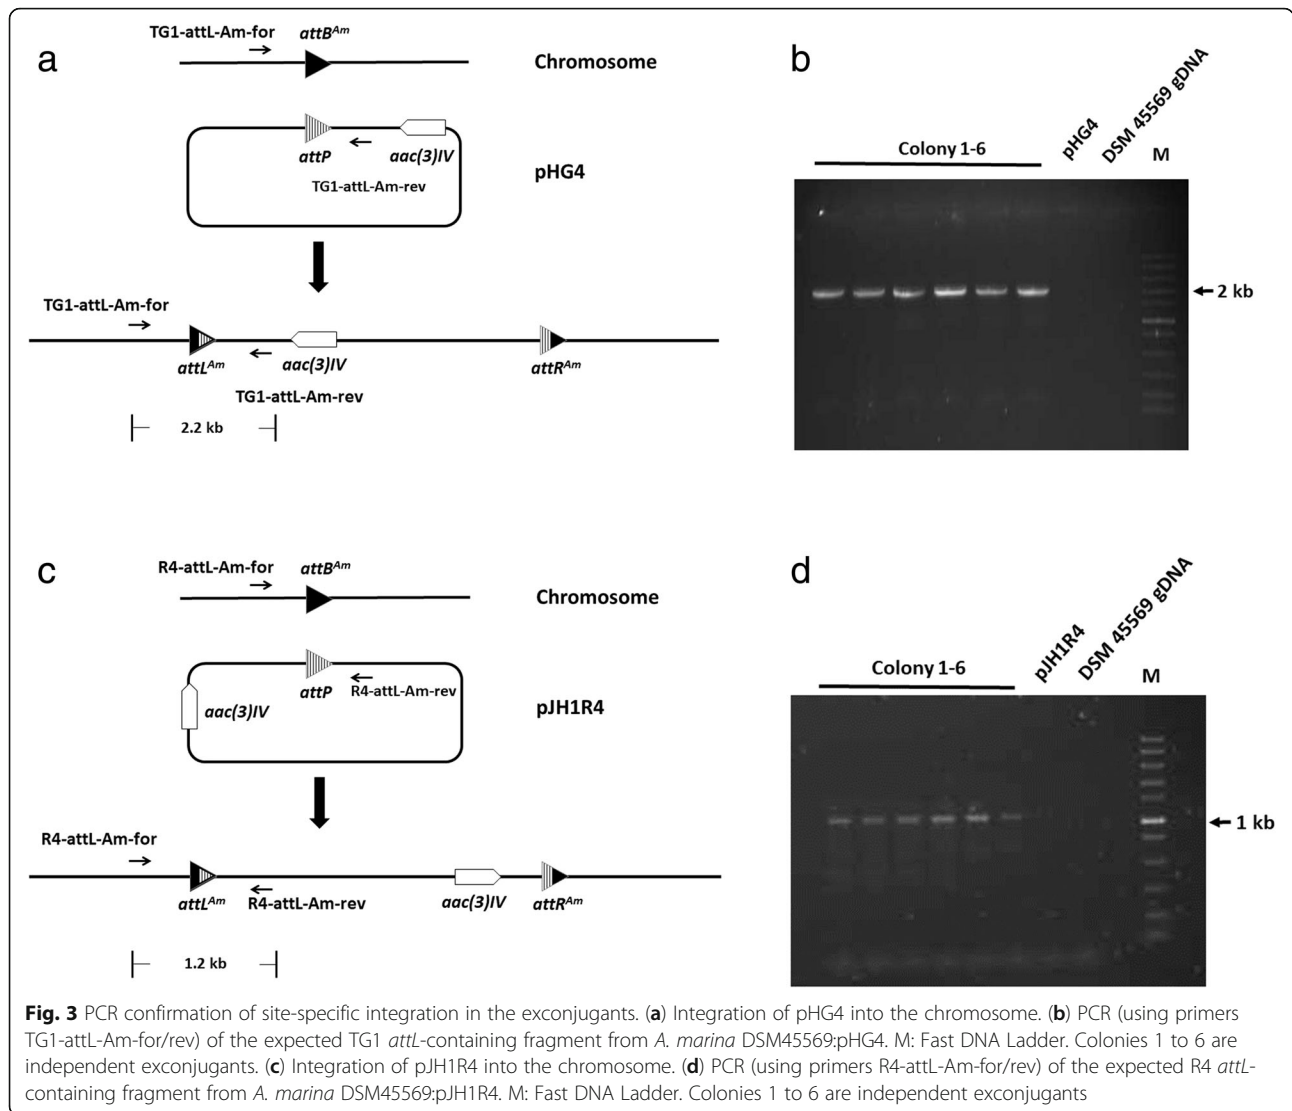 a
TG1-attL-Am-for
attB^Am
Chromosome
attP
aac(3)IV
TG1-attL-Am-rev
pHG4
TG1-attL-Am-for
attL^Am
aac(3)IV
attR^Am
TG1-attL-Am-rev
2.2 kb
b
Colony 1-6
pHG4
DSM 45569 gDNA
M
2 kb
c
R4-attL-Am-for
attB^Am
Chromosome
attP
R4-attL-Am-rev
aac(3)IV
pJH1R4
R4-attL-Am-for
attL^Am
R4-attL-Am-rev
aac(3)IV
attR^Am
1.2 kb
d
Colony 1-6
pJH1R4
DSM 45569 gDNA
M
1 kb
Fig. 3 PCR confirmation of site-specific integration in the exconjugants. (a) Integration of pHG4 into the chromosome. (b) PCR (using primers
TG1-attL-Am-for/rev) of the expected TG1 attL-containing fragment from A. marina DSM45569:pHG4. M: Fast DNA Ladder. Colonies 1 to 6 are
independent exconjugants. (c) Integration of pJH1R4 into the chromosome. (d) PCR (using primers R4-attL-Am-for/rev) of the expected R4 attL-
containing fragment from A. marina DSM45569:pJH1R4. M: Fast DNA Ladder. Colonies 1 to 6 are independent exconjugants